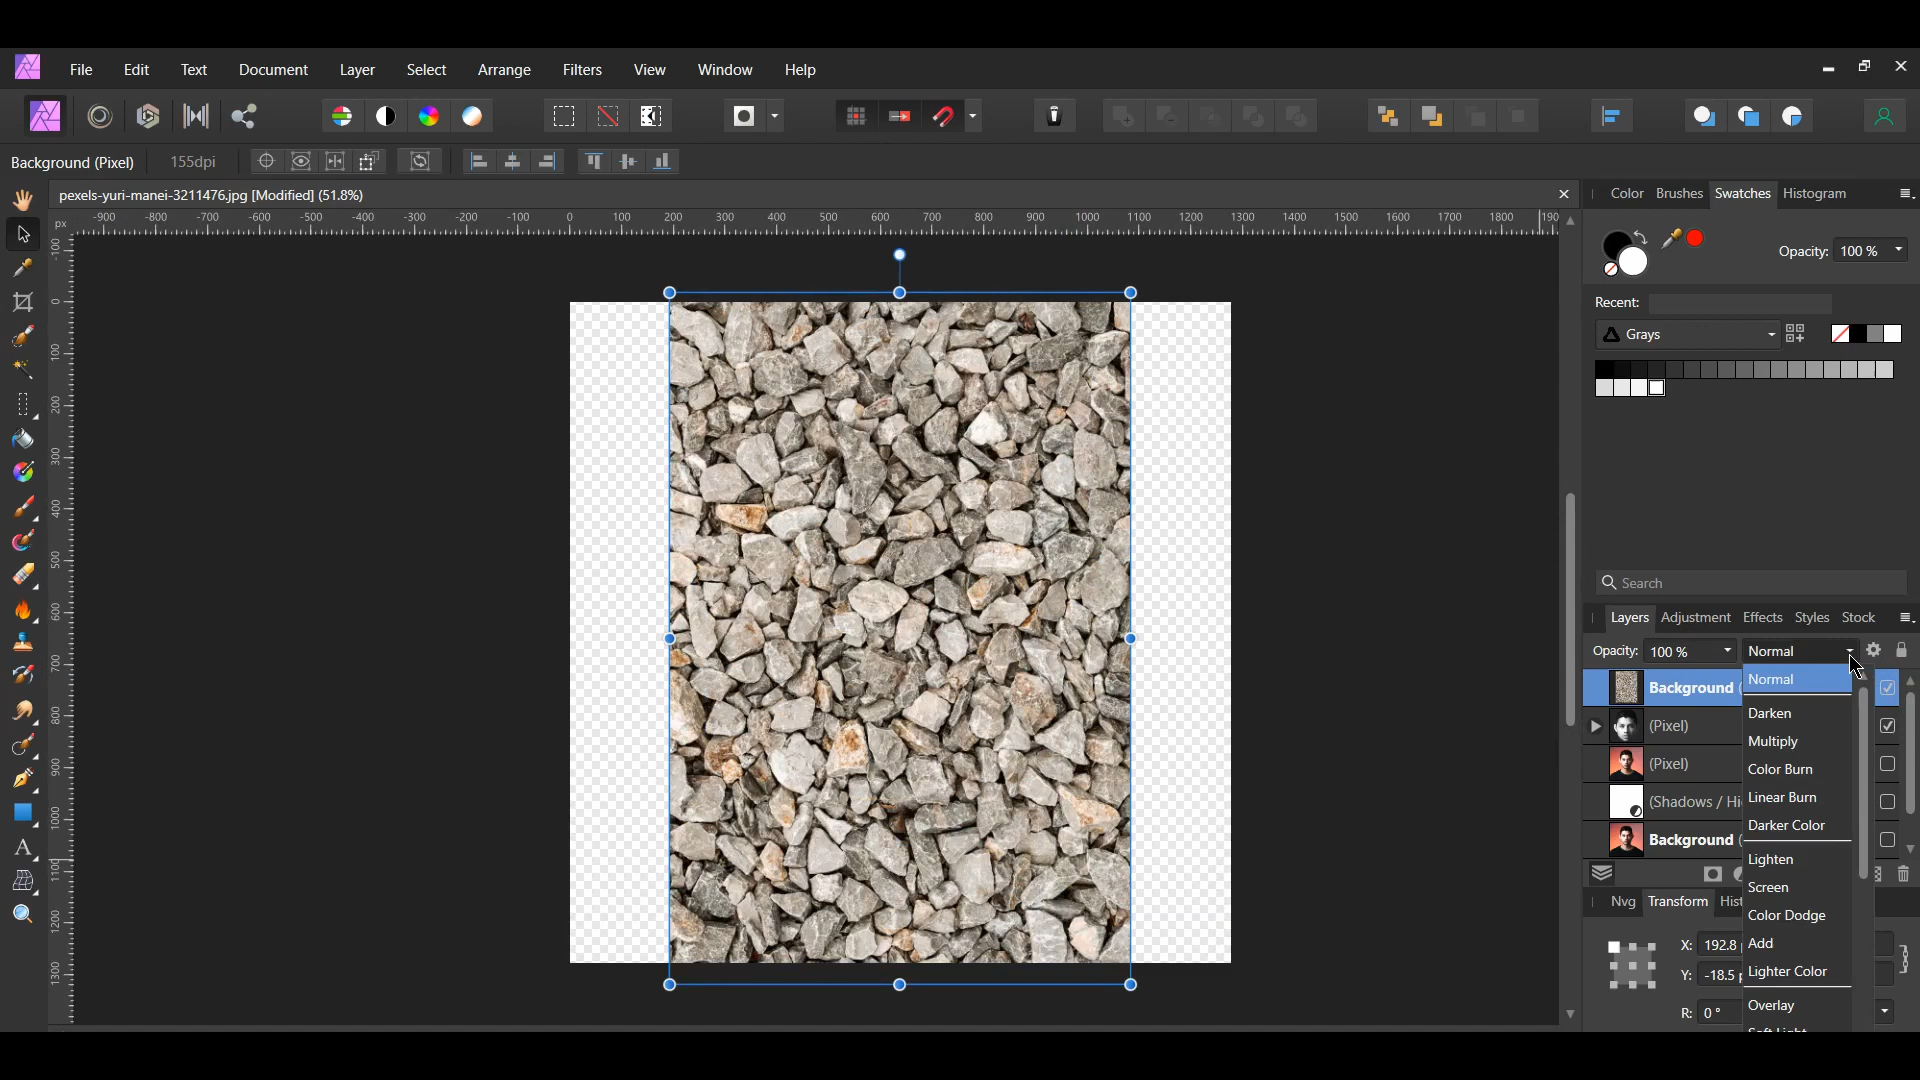 File Edit Text Document Layer Select Arrange Filters View Window Help
Background (Pixel) 155dpi
pexels-yuri-manei-3211476.jpg [Modified] (51.8%)
Color Brushes Swatches Histogram
px -900 -800 -700 -600 -500 -400 -300 -200 -100 0 100 200 300 400 500 600 700 800 900 1000 1100 1200 1300 1400 1500 1600 1700 1800 190
-100 0 100 200 300 400 500 600 700 800 900 1000 1100 1200 1300
Opacity: 100 %
Recent:
Grays
Search
Layers Adjustment Effects Styles Stock
Opacity: 100 % Normal
Normal
Background (
Darken
(Pixel)
Multiply
(Pixel)
Color Burn
(Shadows / Hi
Linear Burn
Darker Color
Background (
Lighten
Screen
Nvg Transform Hist
Color Dodge
X: 192.8 p
Add
Y: -18.5 p
Lighter Color
Overlay
R: 0 °
Soft Light